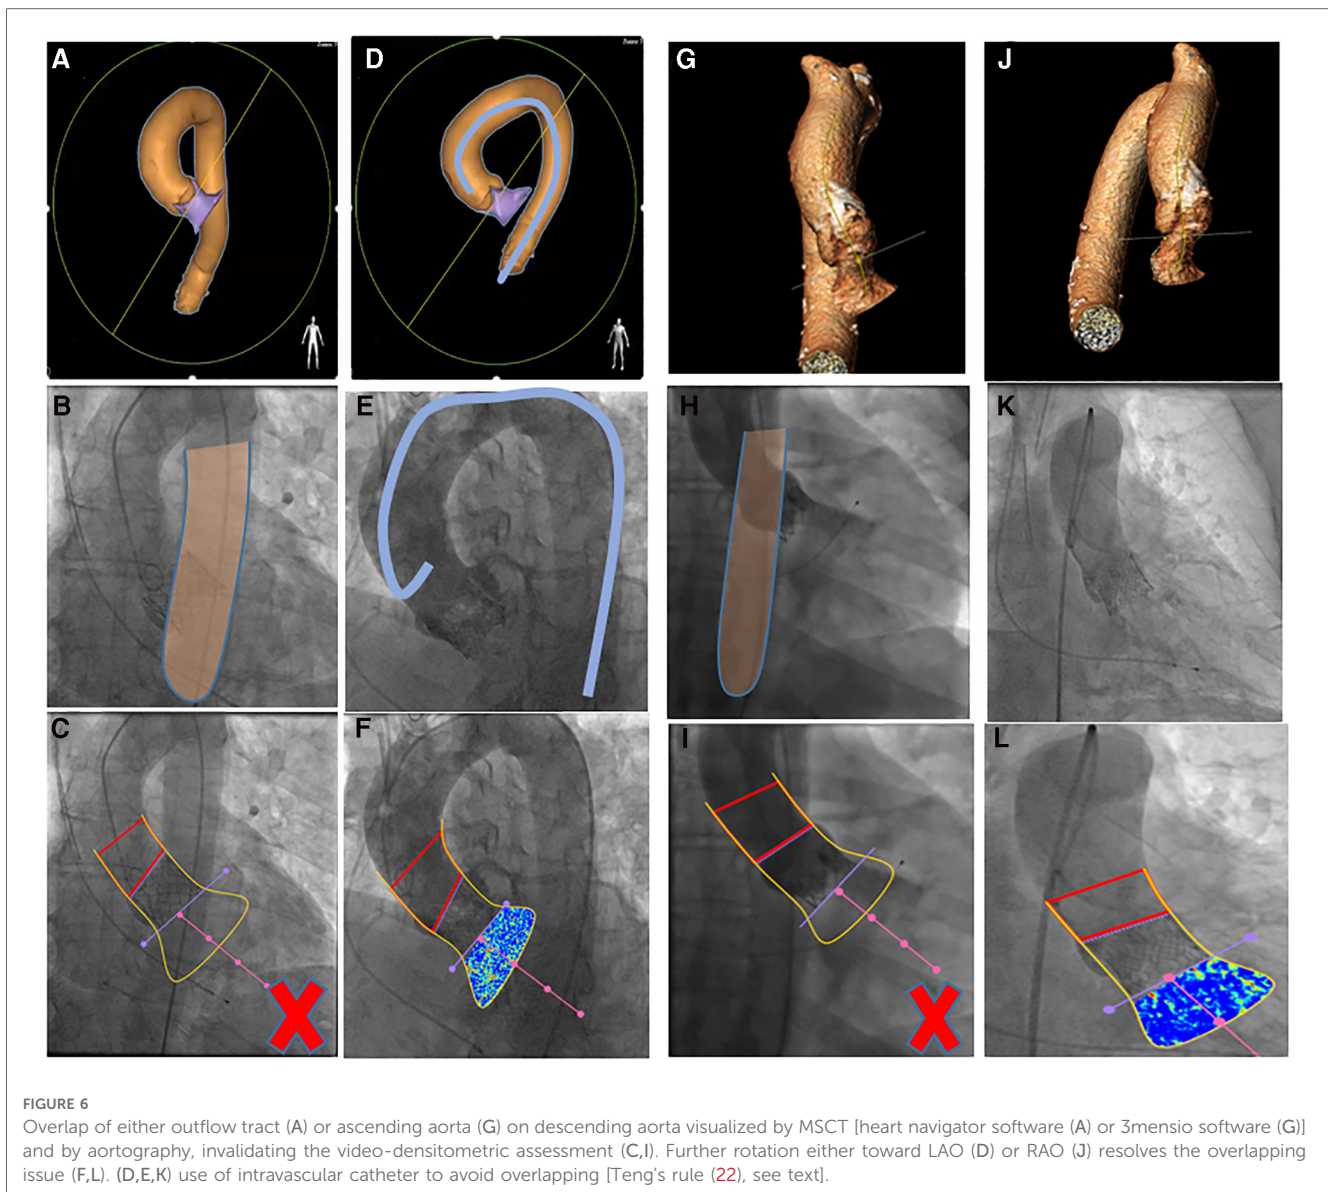 A
D
G
J
B
E
H
K
C
F
I
L
FIGURE 6
Overlap of either outflow tract (A) or ascending aorta (G) on descending aorta visualized by MSCT [heart navigator software (A) or 3mensio software (G)]
and by aortography, invalidating the video-densitometric assessment (C,I). Further rotation either toward LAO (D) or RAO (J) resolves the overlapping
issue (F,L). (D,E,K) use of intravascular catheter to avoid overlapping [Teng's rule (22), see text].